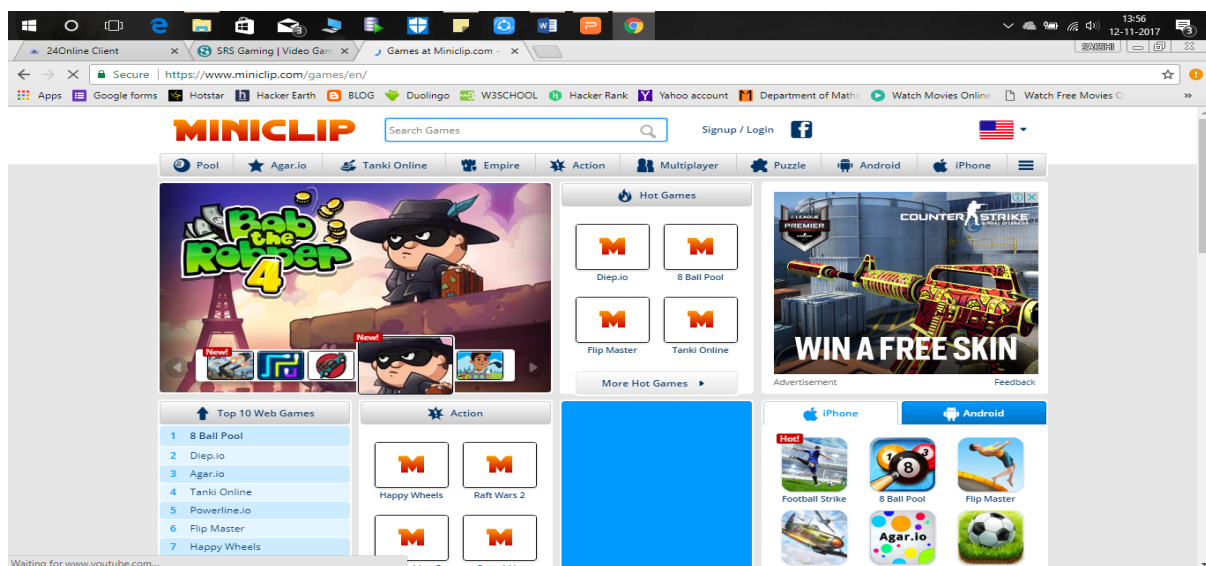 13:56
12-11-2017
24Online Client
SRS Gaming | Video Gam
Games at Miniclip.com -
SAKSHI
Secure
https://www.miniclip.com/games/en/
Apps Google forms Hotstar Hacker Earth BLOG Duolingo W3SCHOOL Hacker Rank Yahoo account Department of Math Watch Movies Online Watch Free Movies O
MINICLIP
Search Games
Signup / Login
Pool Agar.io Tanki Online Empire Action Multiplayer Puzzle Android iPhone
Bob the Robber 4
New!
New!
Hot Games
Diep.io 8 Ball Pool
Flip Master Tanki Online
More Hot Games
PREMIER
COUNTER STRIKE
WIN A FREE SKIN
Advertisement Feedback
Top 10 Web Games
1 8 Ball Pool
2 Diep.io
3 Agar.io
4 Tanki Online
5 Powerline.io
6 Flip Master
7 Happy Wheels
Action
Happy Wheels Raft Wars 2
iPhone Android
Hot!
Football Strike 8 Ball Pool Flip Master
Agar.io
Waiting for www.youtube.com...